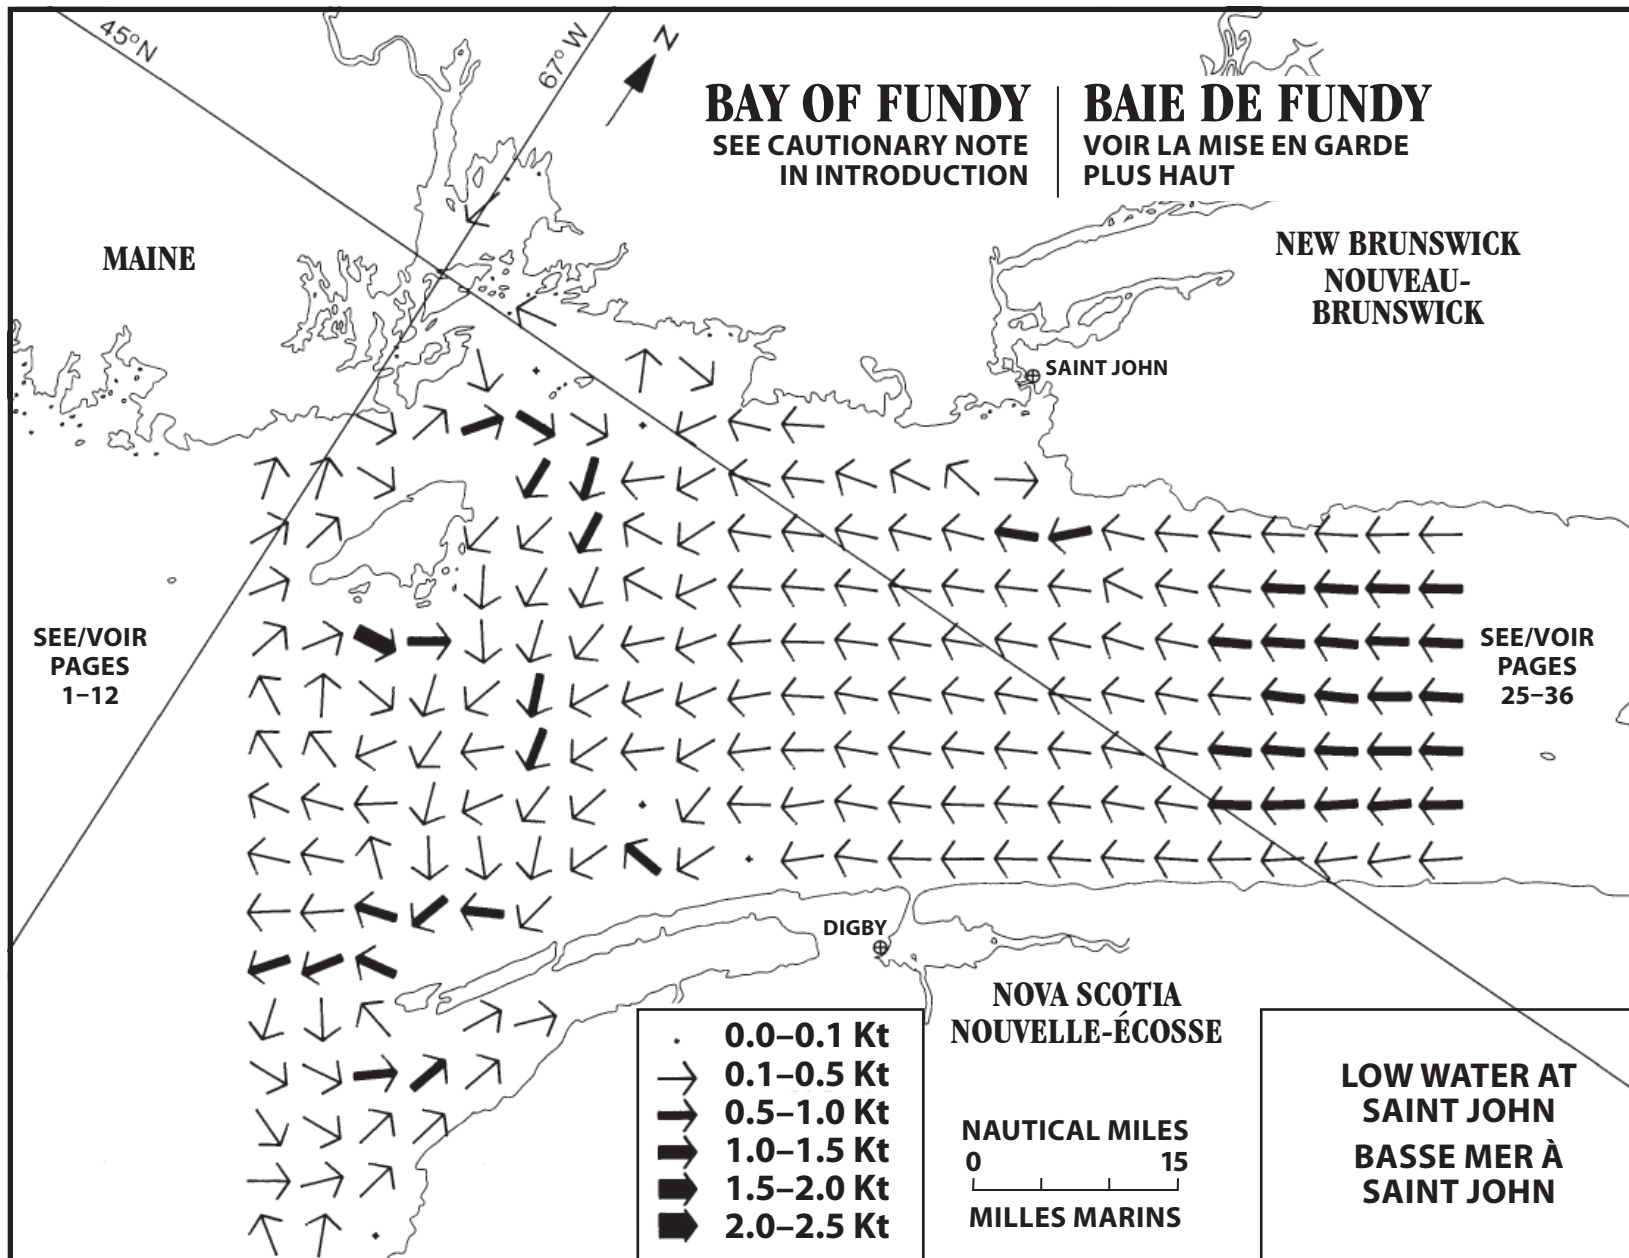 45°N
67° W
N
BAY OF FUNDY
SEE CAUTIONARY NOTE
IN INTRODUCTION
BAIE DE FUNDY
VOIR LA MISE EN GARDE
PLUS HAUT
MAINE
NEW BRUNSWICK
NOUVEAU-
BRUNSWICK
SAINT JOHN
SEE/VOIR
PAGES
1–12
SEE/VOIR
PAGES
25–36
DIGBY
NOVA SCOTIA
NOUVELLE-ÉCOSSE
0.0–0.1 Kt
0.1–0.5 Kt
0.5–1.0 Kt
1.0–1.5 Kt
1.5–2.0 Kt
2.0–2.5 Kt
NAUTICAL MILES
0 15
MILLES MARINS
LOW WATER AT
SAINT JOHN
BASSE MER À
SAINT JOHN